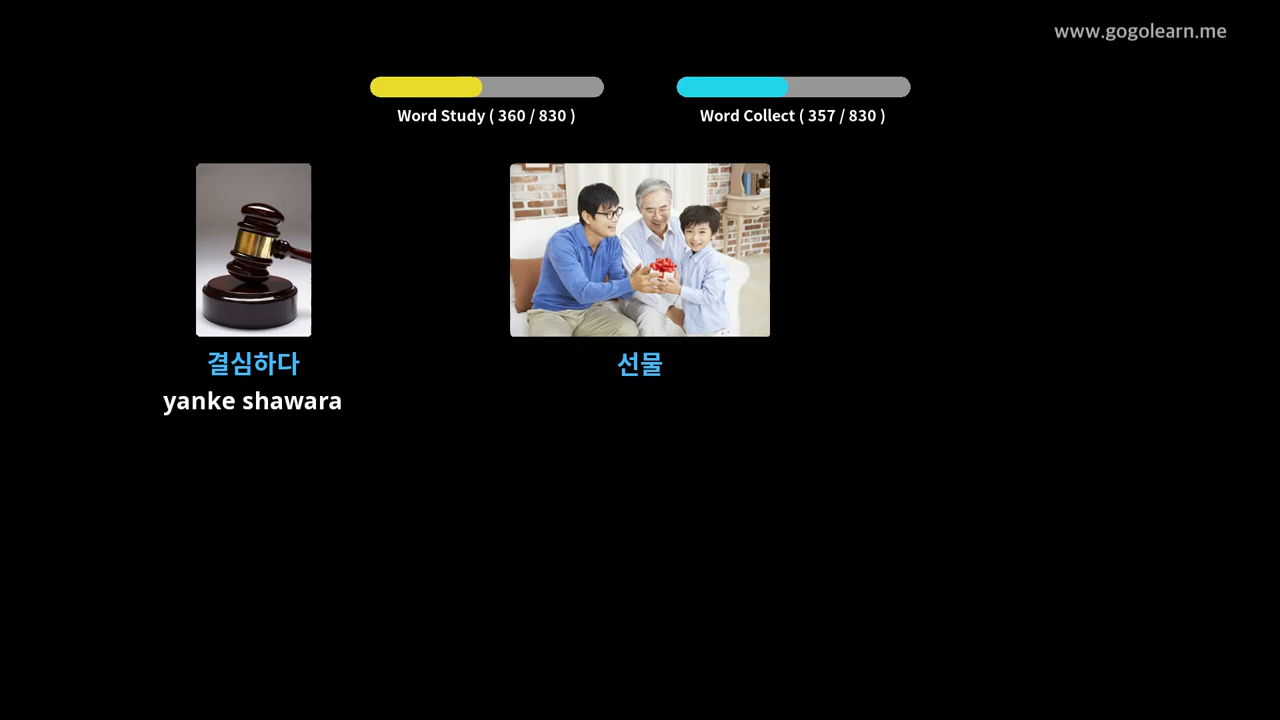 www.gogolearn.me
Word Study ( 360 / 830 )
Word Collect ( 357 / 830 )
결심하다
yanke shawara
선물